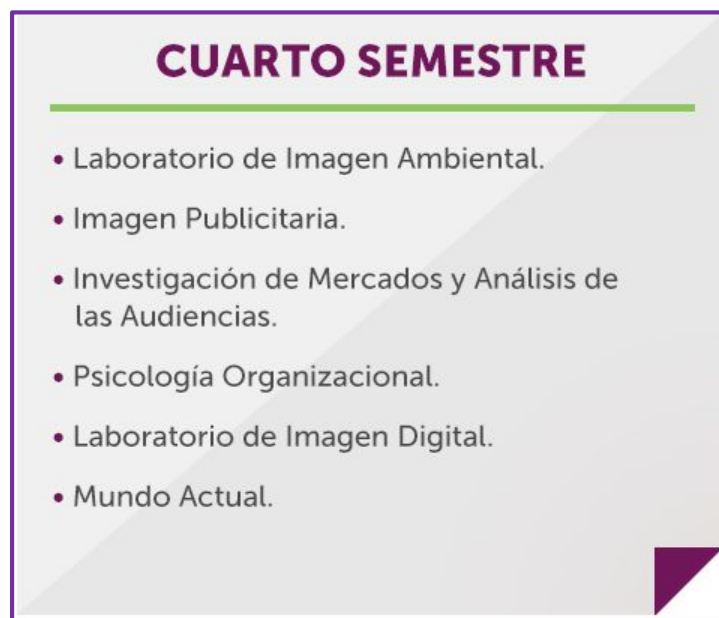 CUARTO SEMESTRE
• Laboratorio de Imagen Ambiental.
• Imagen Publicitaria.
• Investigación de Mercados y Análisis de
las Audiencias.
• Psicología Organizacional.
• Laboratorio de Imagen Digital.
• Mundo Actual.